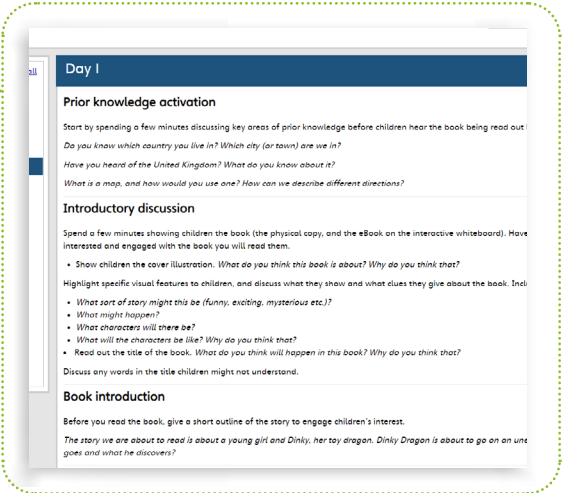 all
Day 1
Prior knowledge activation
Start by spending a few minutes discussing key areas of prior knowledge before children hear the book being read out
Do you know which country you live in? Which city (or town) are we in?
Have you heard of the United Kingdom? What do you know about it?
What is a map, and how would you use one? How can we describe different directions?
Introductory discussion
Spend a few minutes showing children the book (the physical copy, and the eBook on the interactive whiteboard). Have
interested and engaged with the book you will read them.
• Show children the cover illustration. What do you think this book is about? Why do you think that?
Highlight specific visual features to children, and discuss what they show and what clues they give about the book. Incl
• What sort of story might this be (funny, exciting, mysterious etc.)?
• What might happen?
• What characters will there be?
• What will the characters be like? Why do you think that?
• Read out the title of the book. What do you think will happen in this book? Why do you think that?
Discuss any words in the title children might not understand.
Book introduction
Before you read the book, give a short outline of the story to engage children's interest.
The story we are about to read is about a young girl and Dinky, her toy dragon. Dinky Dragon is about to go on an une
goes and what he discovers?